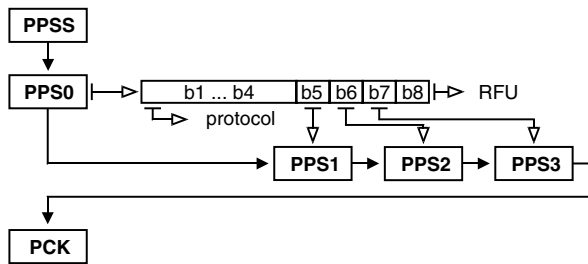 PPSS
PPS0 b1 ... b4 b5 b6 b7 b8 RFU
protocol
PPS1 PPS2 PPS3
PCK